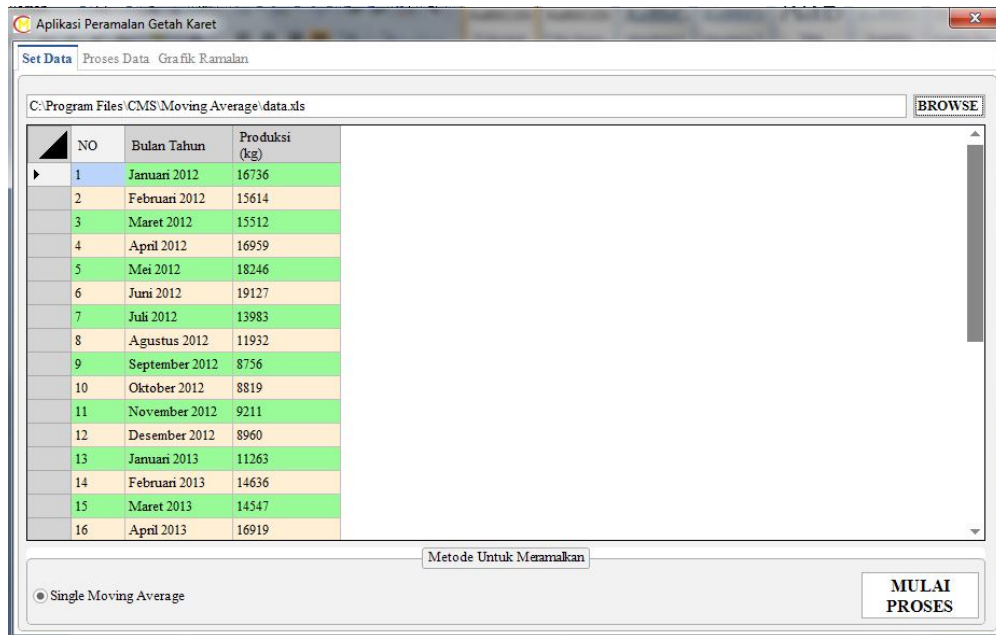 Aplikasi Peramalan Getah Karet
Set Data Proses Data Grafik Ramalan
C:\Program Files\CMS\Moving Average\data.xls BROWSE
NO Bulan Tahun Produksi (kg)
1 Januari 2012 16736
2 Februari 2012 15614
3 Maret 2012 15512
4 April 2012 16959
5 Mei 2012 18246
6 Juni 2012 19127
7 Juli 2012 13983
8 Agustus 2012 11932
9 September 2012 8756
10 Oktober 2012 8819
11 November 2012 9211
12 Desember 2012 8960
13 Januari 2013 11263
14 Februari 2013 14636
15 Maret 2013 14547
16 April 2013 16919
Metode Untuk Meramalkan
Single Moving Average
MULAI
PROSES